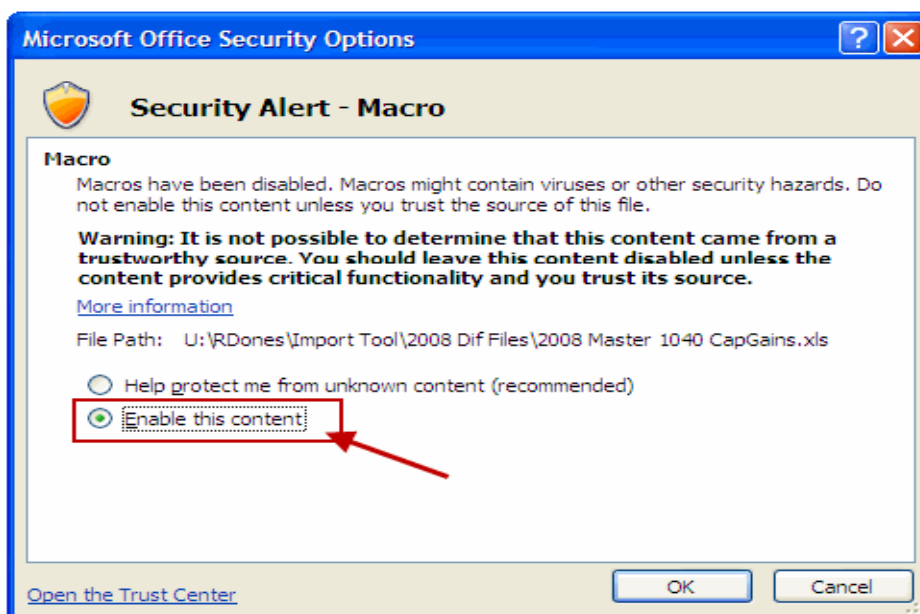 Microsoft Office Security Options
Security Alert - Macro
Macro
Macros have been disabled. Macros might contain viruses or other security hazards. Do
not enable this content unless you trust the source of this file.
Warning: It is not possible to determine that this content came from a
trustworthy source. You should leave this content disabled unless the
content provides critical functionality and you trust its source.
More information
File Path: U:\RDones\Import Tool\2008 Dif Files\2008 Master 1040 CapGains.xls
Help protect me from unknown content (recommended)
Enable this content
Open the Trust Center
OK
Cancel